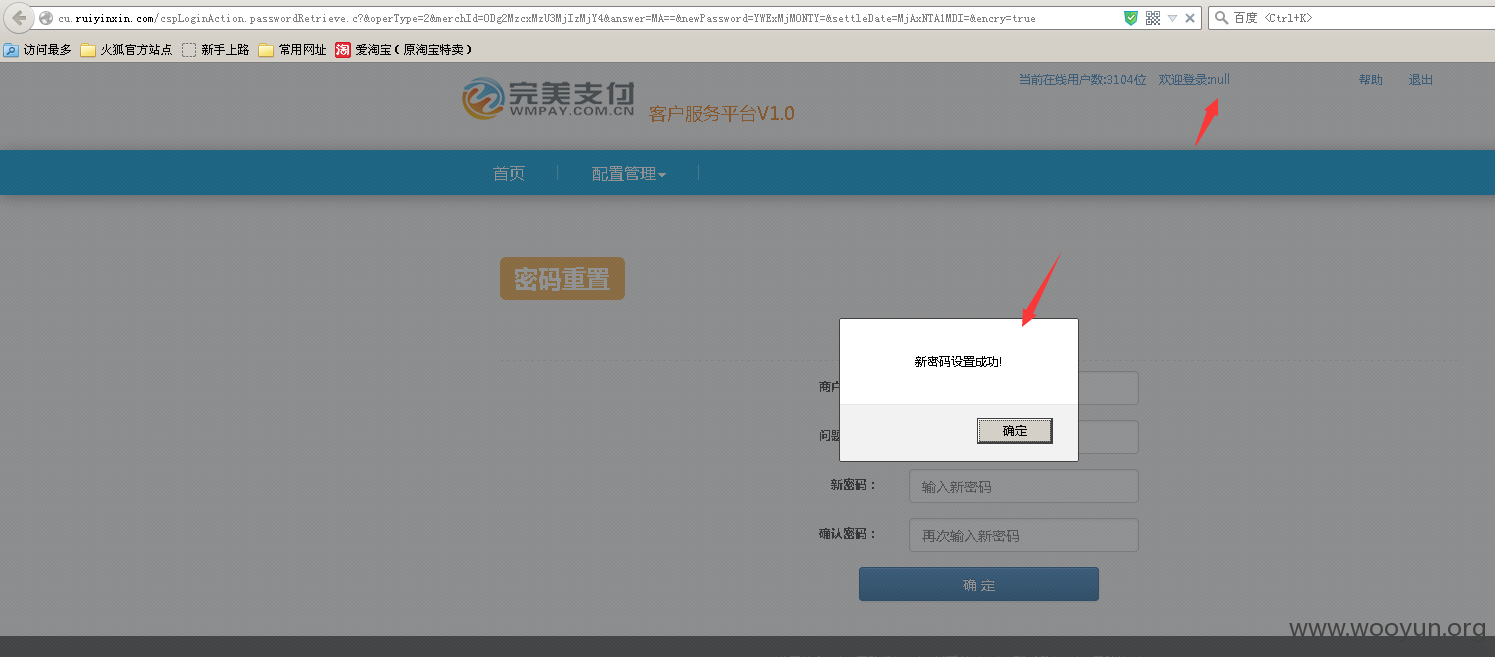 cu.ruiyinxin.com/cspLoginAction.passwordRetrieve.c?&operType=2&merchId=ODg2MzcxMzU3MjIzMjY4&answer=MA==&newPassword=YWExMjMONTY=&settleDate=MjAxNTA1MDI=&encry=true
百度 <Ctrl+K>
访问最多 火狐官方站点 新手上路 常用网址 淘 爱淘宝（原淘宝特卖）
完美支付
WMPAY.COM.CN
客户服务平台V1.0
当前在线用户数:3104位 欢迎登录:null 帮助 退出
首页 配置管理
密码重置
新密码设置成功!
确定
商户
问题
新密码： 输入新密码
确认密码： 再次输入新密码
确 定
www.wooyun.org